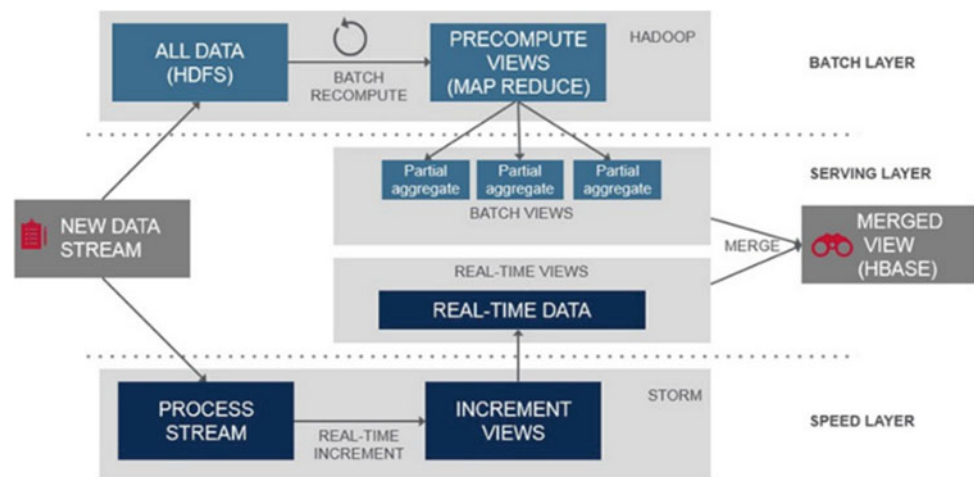 HADOOP
ALL DATA
(HDFS)
BATCH
RECOMPUTE
PRECOMPUTE
VIEWS
(MAP REDUCE)
BATCH LAYER
Partial
aggregate
Partial
aggregate
Partial
aggregate
BATCH VIEWS
SERVING LAYER
NEW DATA
STREAM
MERGE
MERGED
VIEW
(HBASE)
REAL-TIME VIEWS
REAL-TIME DATA
STORM
PROCESS
STREAM
REAL-TIME
INCREMENT
INCREMENT
VIEWS
SPEED LAYER